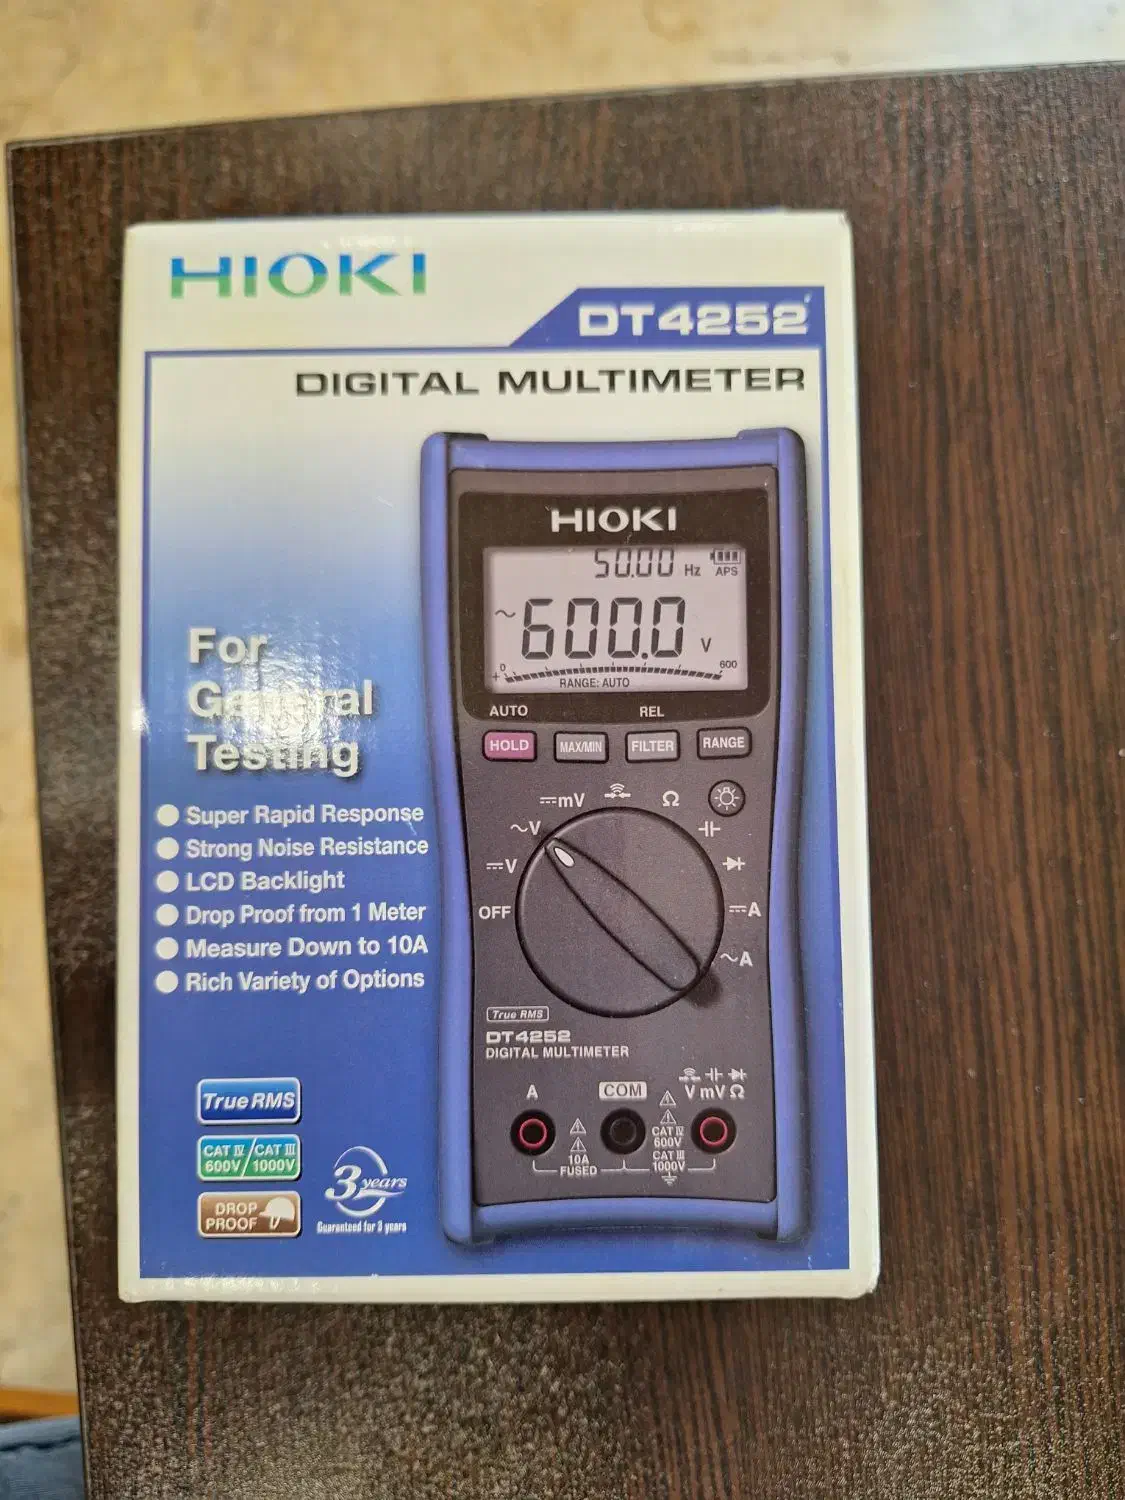 HIOKI
DT4252
DIGITAL MULTIMETER
HIOKI
50.00 Hz APS
~600.0 V
0 600
RANGE: AUTO
AUTO REL
HOLD MAX/MIN FILTER RANGE
mV Ω
~V
V
OFF A
~A
True RMS
DT4252
DIGITAL MULTIMETER
A COM V mV Ω
CAT IV
600V
CAT III
1000V
10A
FUSED
For
General
Testing
Super Rapid Response
Strong Noise Resistance
LCD Backlight
Drop Proof from 1 Meter
Measure Down to 10A
Rich Variety of Options
True RMS
CAT IV / CAT III
600V / 1000V
DROP
PROOF
3 years
Guaranteed for 3 years